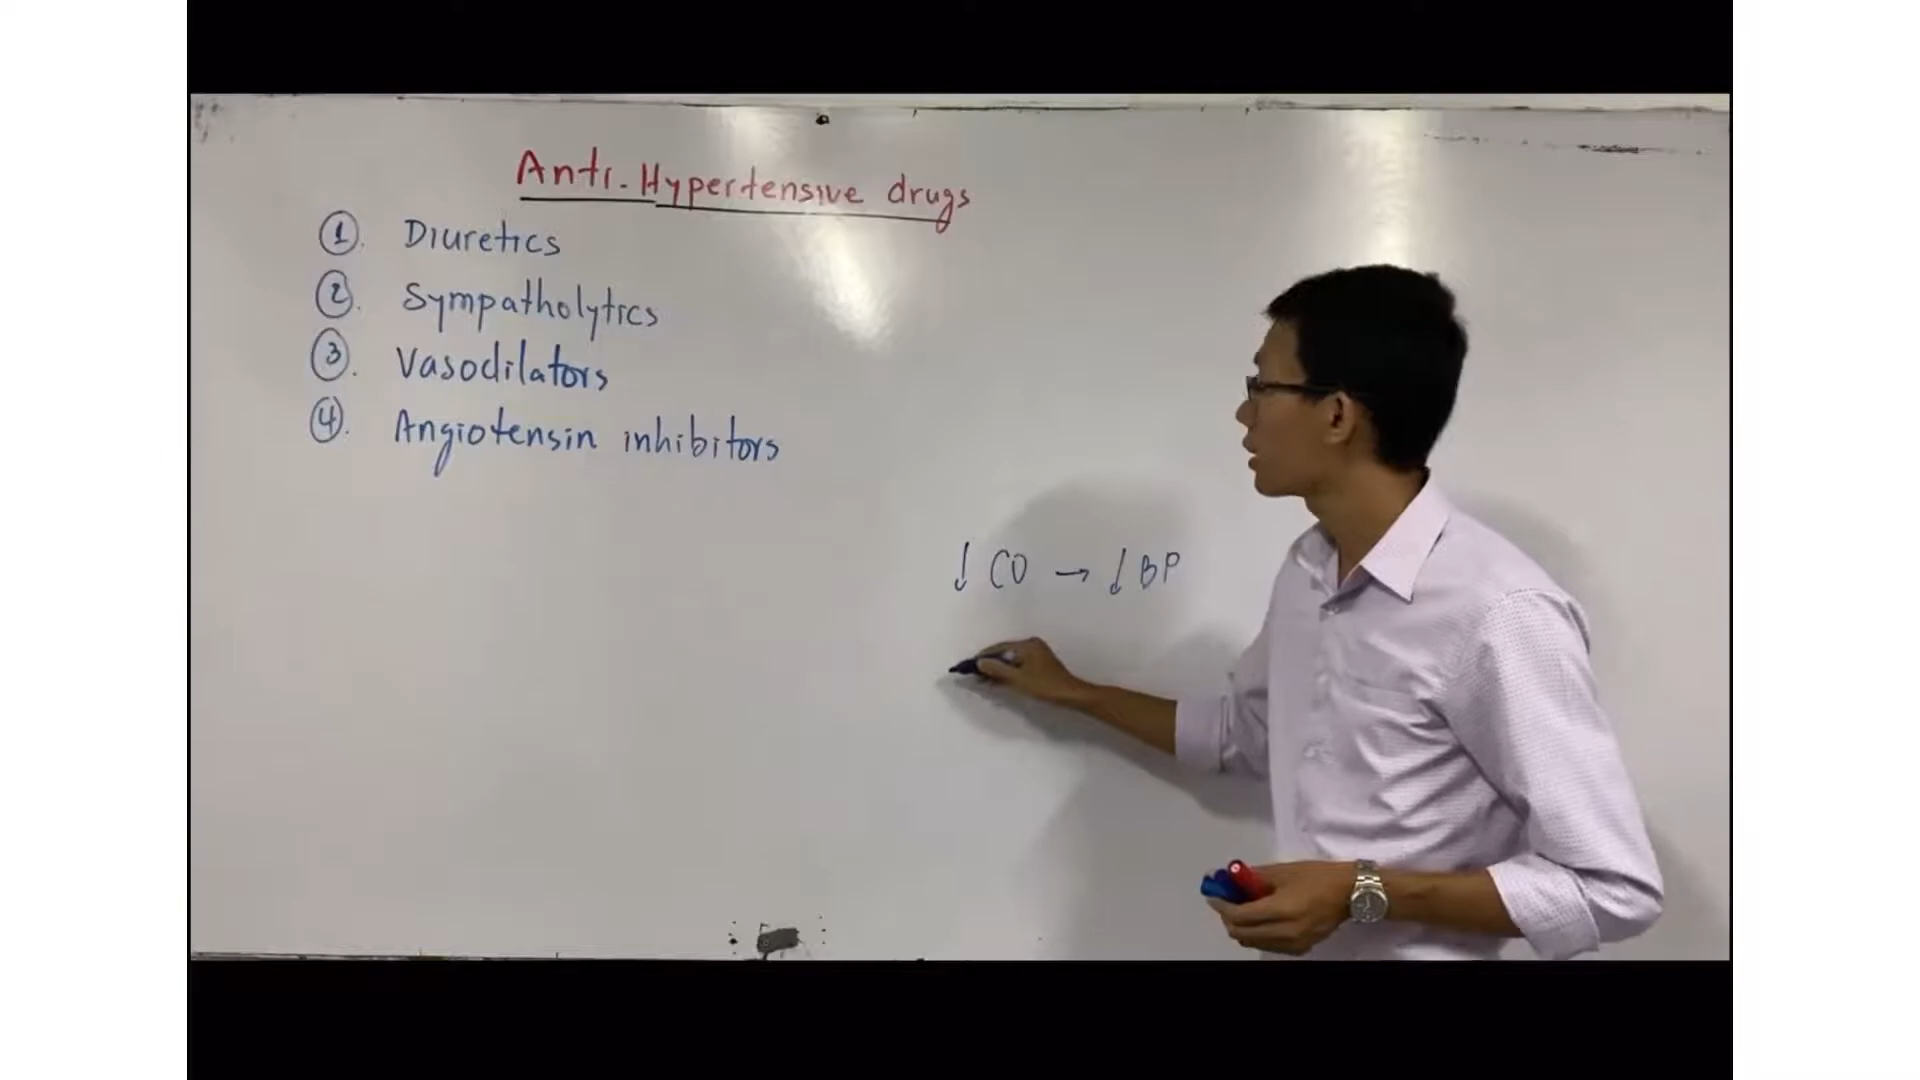 Anti-Hypertensive drugs
1. Diuretics
2. Sympatholytics
3. Vasodilators
4. Angiotensin inhibitors
↓ CO → ↓ BP